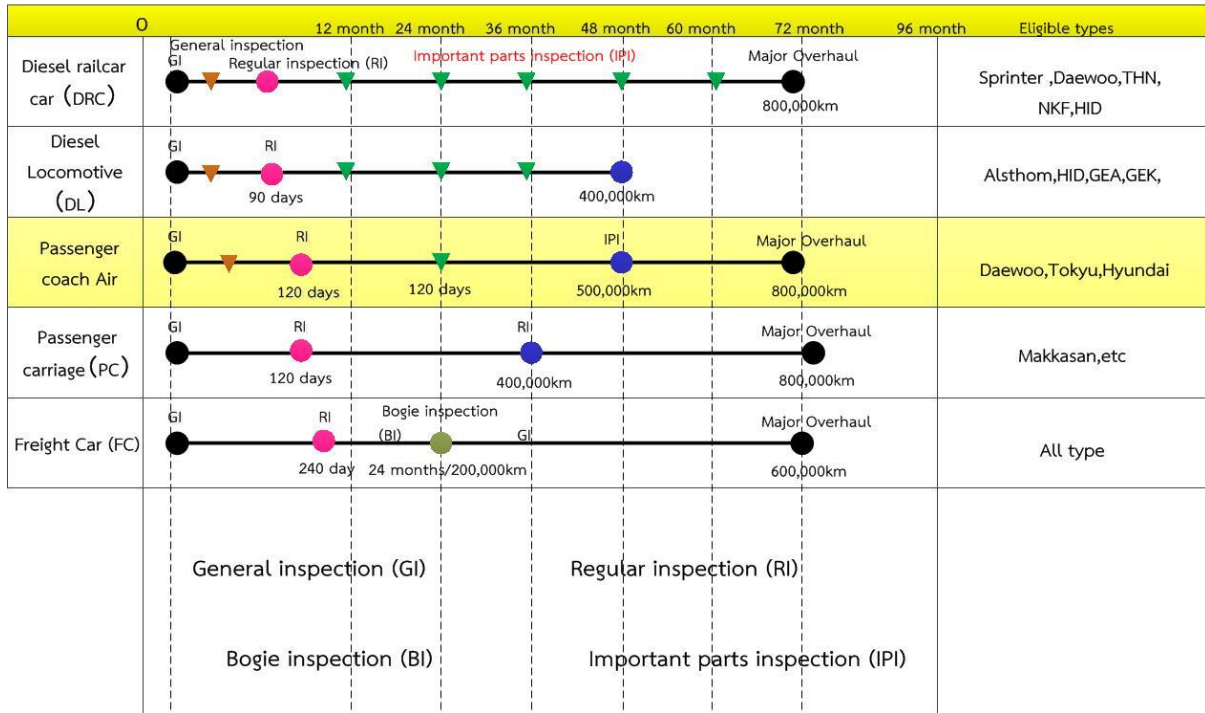 0
12 month
24 month
36 month
48 month
60 month
72 month
96 month
Eligible types
Diesel railcar
car (DRC)
General inspection
GI
Regular inspection (RI)
Important parts inspection (IPI)
Major Overhaul
800,000km
Sprinter ,Daewoo,THN,
NKF,HID
Diesel
Locomotive
(DL)
GI
RI
90 days
400,000km
Alsthom,HID,GEA,GEK,
Passenger
coach Air
GI
RI
IPI
Major Overhaul
120 days
120 days
500,000km
800,000km
Daewoo,Tokyu,Hyundai
Passenger
carriage (PC)
GI
RI
RI
Major Overhaul
120 days
400,000km
800,000km
Makkasan,etc
Freight Car (FC)
GI
RI
Bogie inspection
(BI)
GI
Major Overhaul
240 day
24 months/200,000km
600,000km
All type
General inspection (GI)
Regular inspection (RI)
Bogie inspection (BI)
Important parts inspection (IPI)